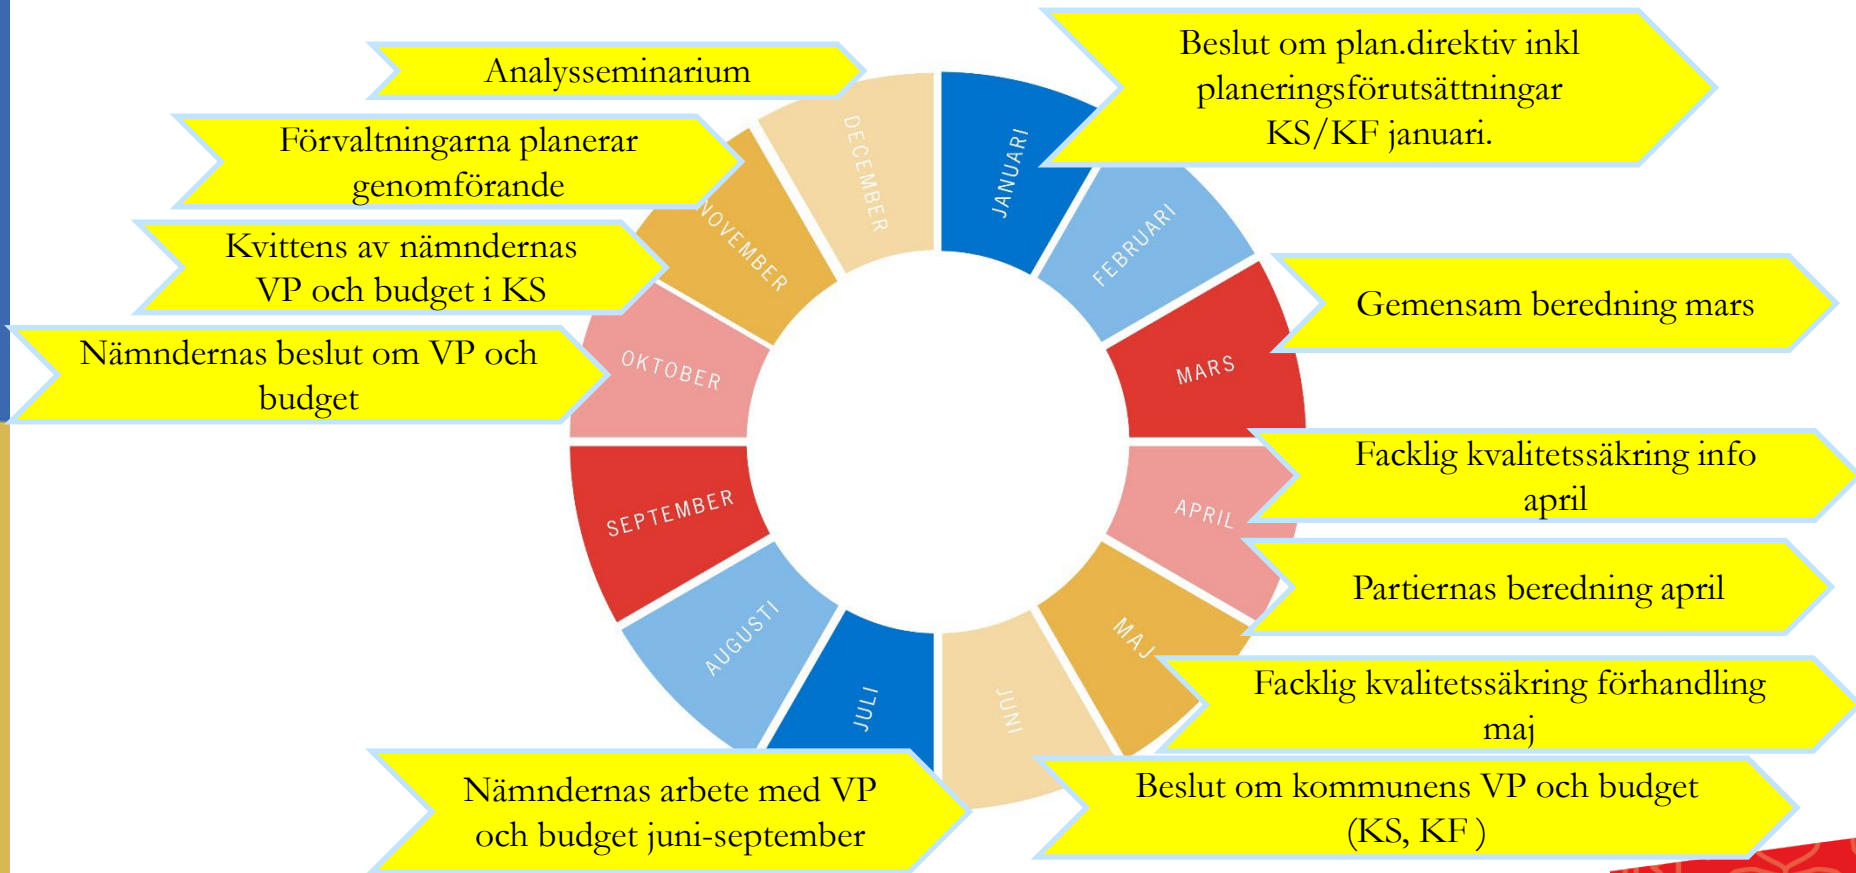 Beslut om plan.direktiv inkl
planeringsförutsättningar
KS/KF januari.
Gemensam beredning mars
Facklig kvalitetssäkring info
april
Partiernas beredning april
Facklig kvalitetssäkring förhandling
maj
Beslut om kommunens VP och budget
(KS, KF )
Nämndernas arbete med VP
och budget juni-september
Nämndernas beslut om VP och
budget
Kvittens av nämndernas
VP och budget i KS
Förvaltningarna planerar
genomförande
Analysseminarium
JANUARI
FEBRUARI
MARS
APRIL
MAJ
JUNI
JULI
AUGUSTI
SEPTEMBER
OKTOBER
NOVEMBER
DECEMBER